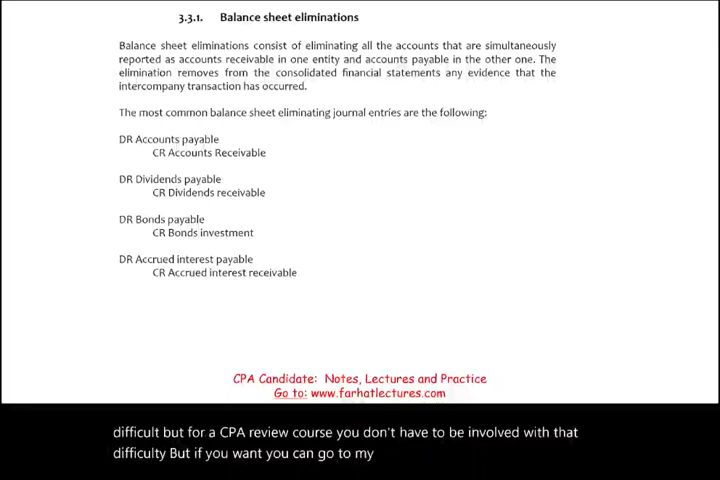 3.3.1. Balance sheet eliminations
Balance sheet eliminations consist of eliminating all the accounts that are simultaneously
reported as accounts receivable in one entity and accounts payable in the other one. The
elimination removes from the consolidated financial statements any evidence that the
intercompany transaction has occurred.
The most common balance sheet eliminating journal entries are the following:
DR Accounts payable
CR Accounts Receivable
DR Dividends payable
CR Dividends receivable
DR Bonds payable
CR Bonds investment
DR Accrued interest payable
CR Accrued interest receivable
CPA Candidate: Notes, Lectures and Practice
Go to: www.farhatlectures.com
difficult but for a CPA review course you don't have to be involved with that
difficulty But if you want you can go to my